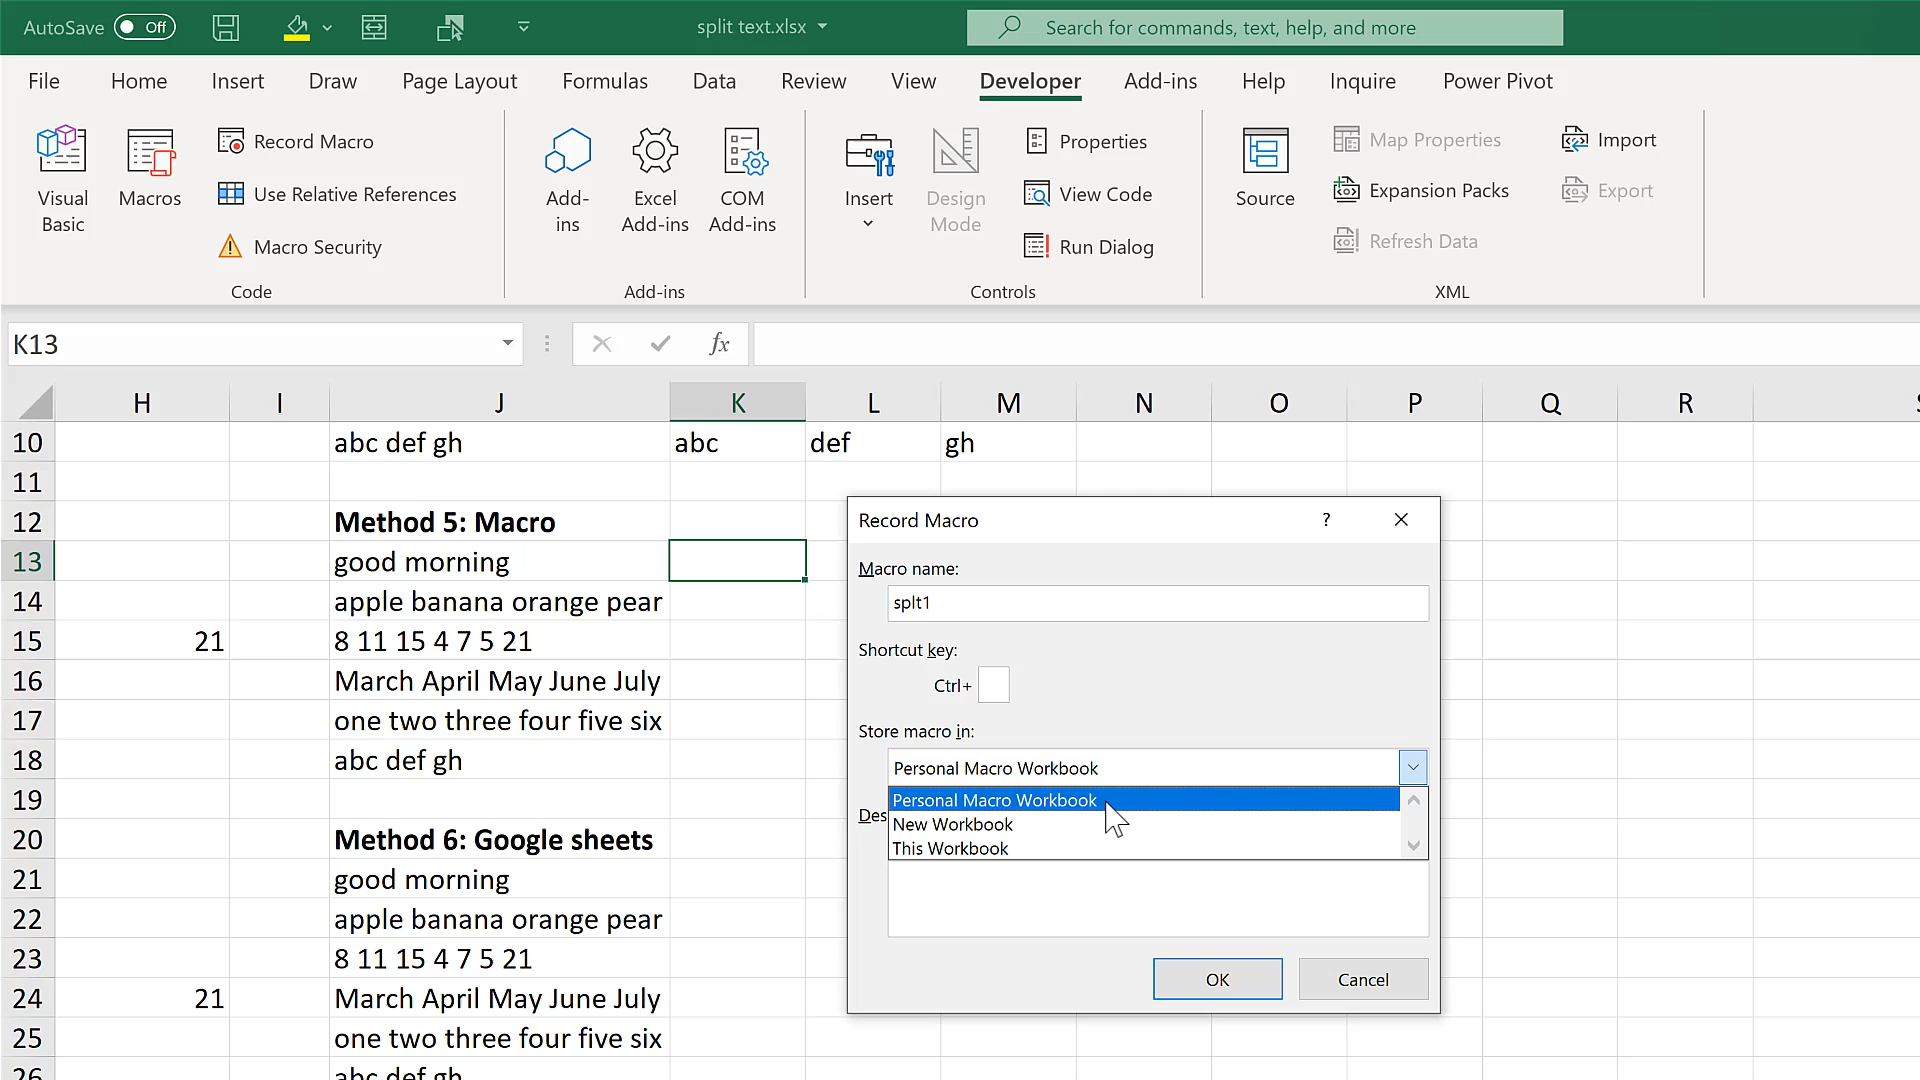 AutoSave Off split text.xlsx Search for commands, text, help, and more
File Home Insert Draw Page Layout Formulas Data Review View Developer Add-ins Help Inquire Power Pivot
Visual Basic
Macros
Record Macro
Use Relative References
Macro Security
Code
Add-ins
Excel Add-ins
COM Add-ins
Add-ins
Insert
Design Mode
Properties
View Code
Run Dialog
Controls
Source
Map Properties
Expansion Packs
Refresh Data
Import
Export
XML
K13 fx
H I J K L M N O P Q R
10 abc def gh abc def gh
11
12 Method 5: Macro
13 good morning
14 apple banana orange pear
15 21 8 11 15 4 7 5 21
16 March April May June July
17 one two three four five six
18 abc def gh
19
20 Method 6: Google sheets
21 good morning
22 apple banana orange pear
23 8 11 15 4 7 5 21
24 21 March April May June July
25 one two three four five six
26 abc def gh
Record Macro ?
Macro name:
splt1
Shortcut key:
Ctrl+
Store macro in:
Personal Macro Workbook
Personal Macro Workbook
Des New Workbook
This Workbook
OK Cancel